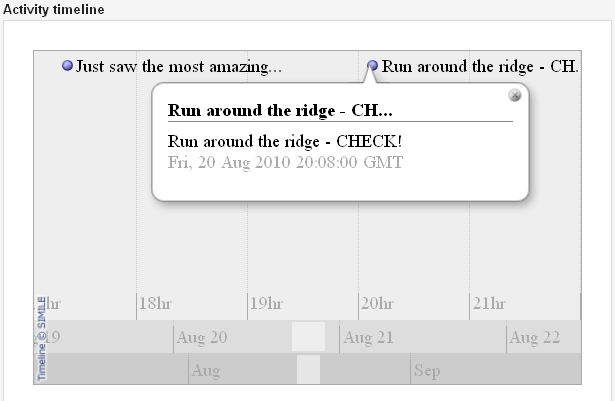 Activity timeline
Just saw the most amazing...
Run around the ridge - CH.
Run around the ridge - CH...
Run around the ridge - CHECK!
Fri, 20 Aug 2010 20:08:00 GMT
hr 18hr 19hr 20hr 21hr
19 Aug 20 Aug 21 Aug 22
Aug Sep
Timeline © SIMILE